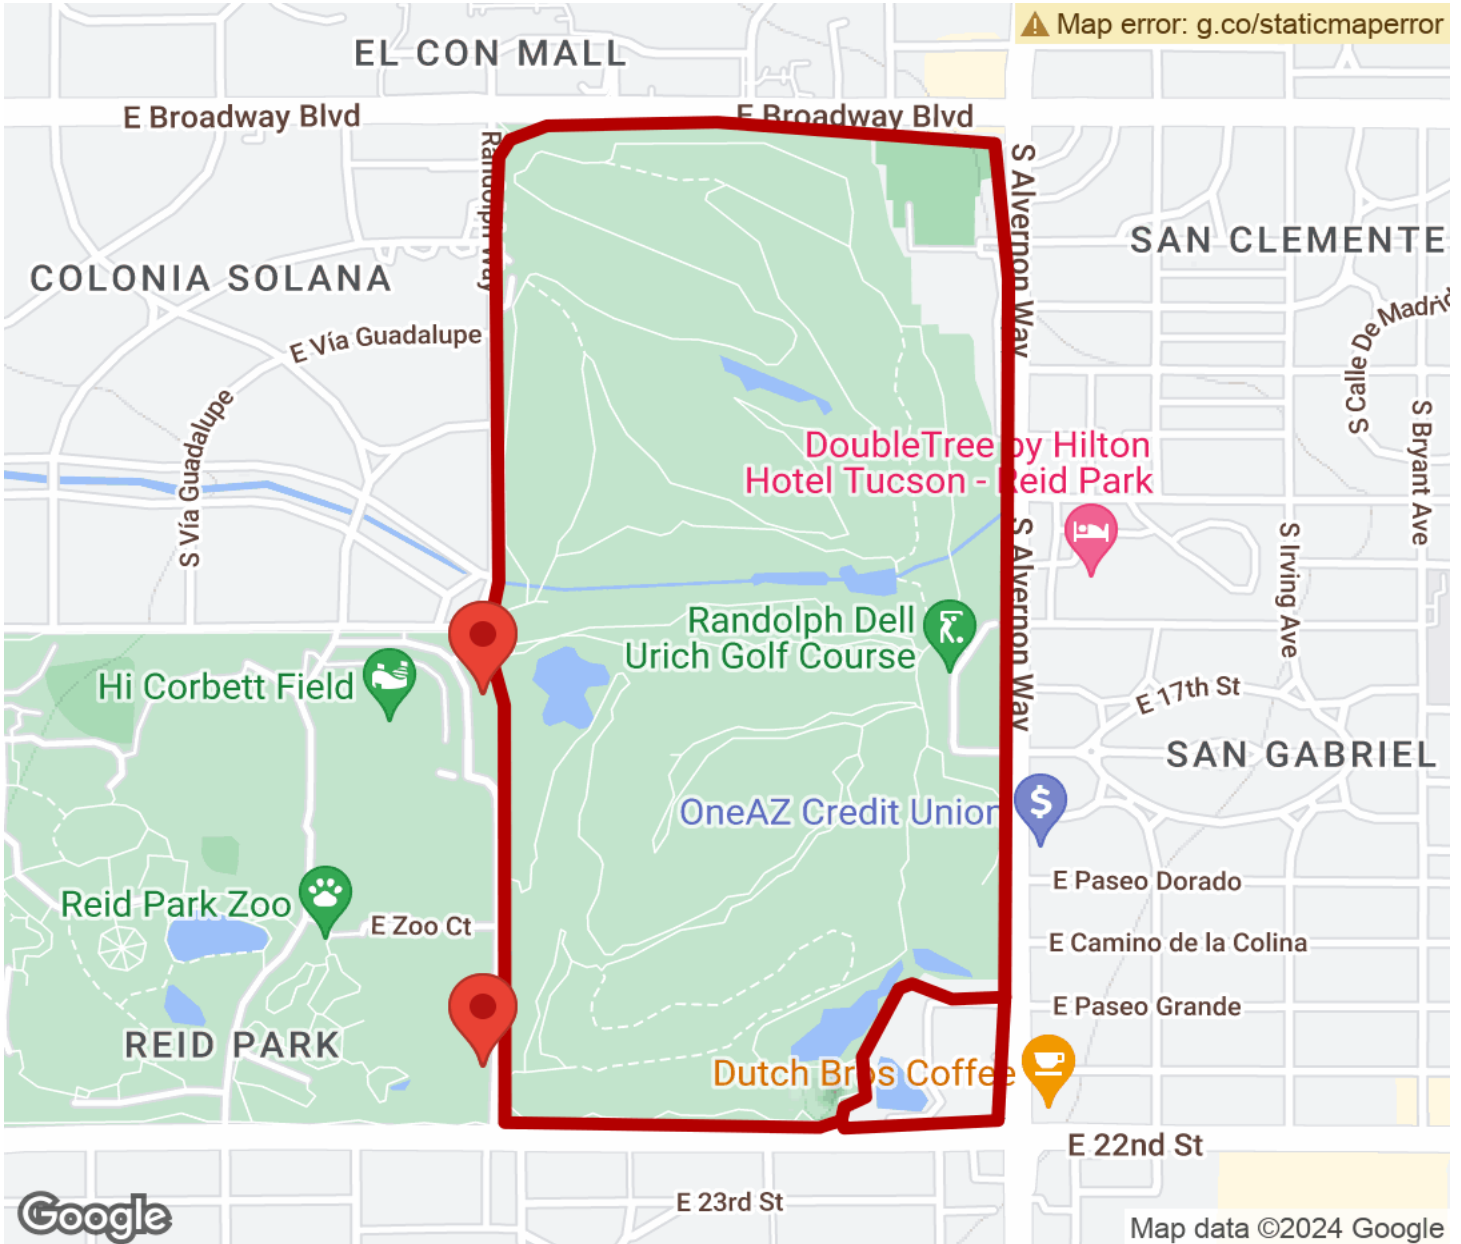 Map error: g.co/staticmaperror
EL CON MALL
E Broadway Blvd
E Broadway Blvd
Randolph Way
S Alvernon Way
SAN CLEMENTE
COLONIA SOLANA
E Vía Guadalupe
S Calle De Madrid
S Vía Guadalupe
S Bryant Ave
DoubleTree by Hilton
Hotel Tucson - Reid Park
S Alvernon Way
S Irving Ave
Randolph Dell
Urich Golf Course
Hi Corbett Field
E 17th St
SAN GABRIEL
$
OneAZ Credit Union
E Paseo Dorado
Reid Park Zoo
E Zoo Ct
E Camino de la Colina
E Paseo Grande
REID PARK
Dutch Bros Coffee
E 22nd St
E 23rd St
Google
Map data ©2024 Google